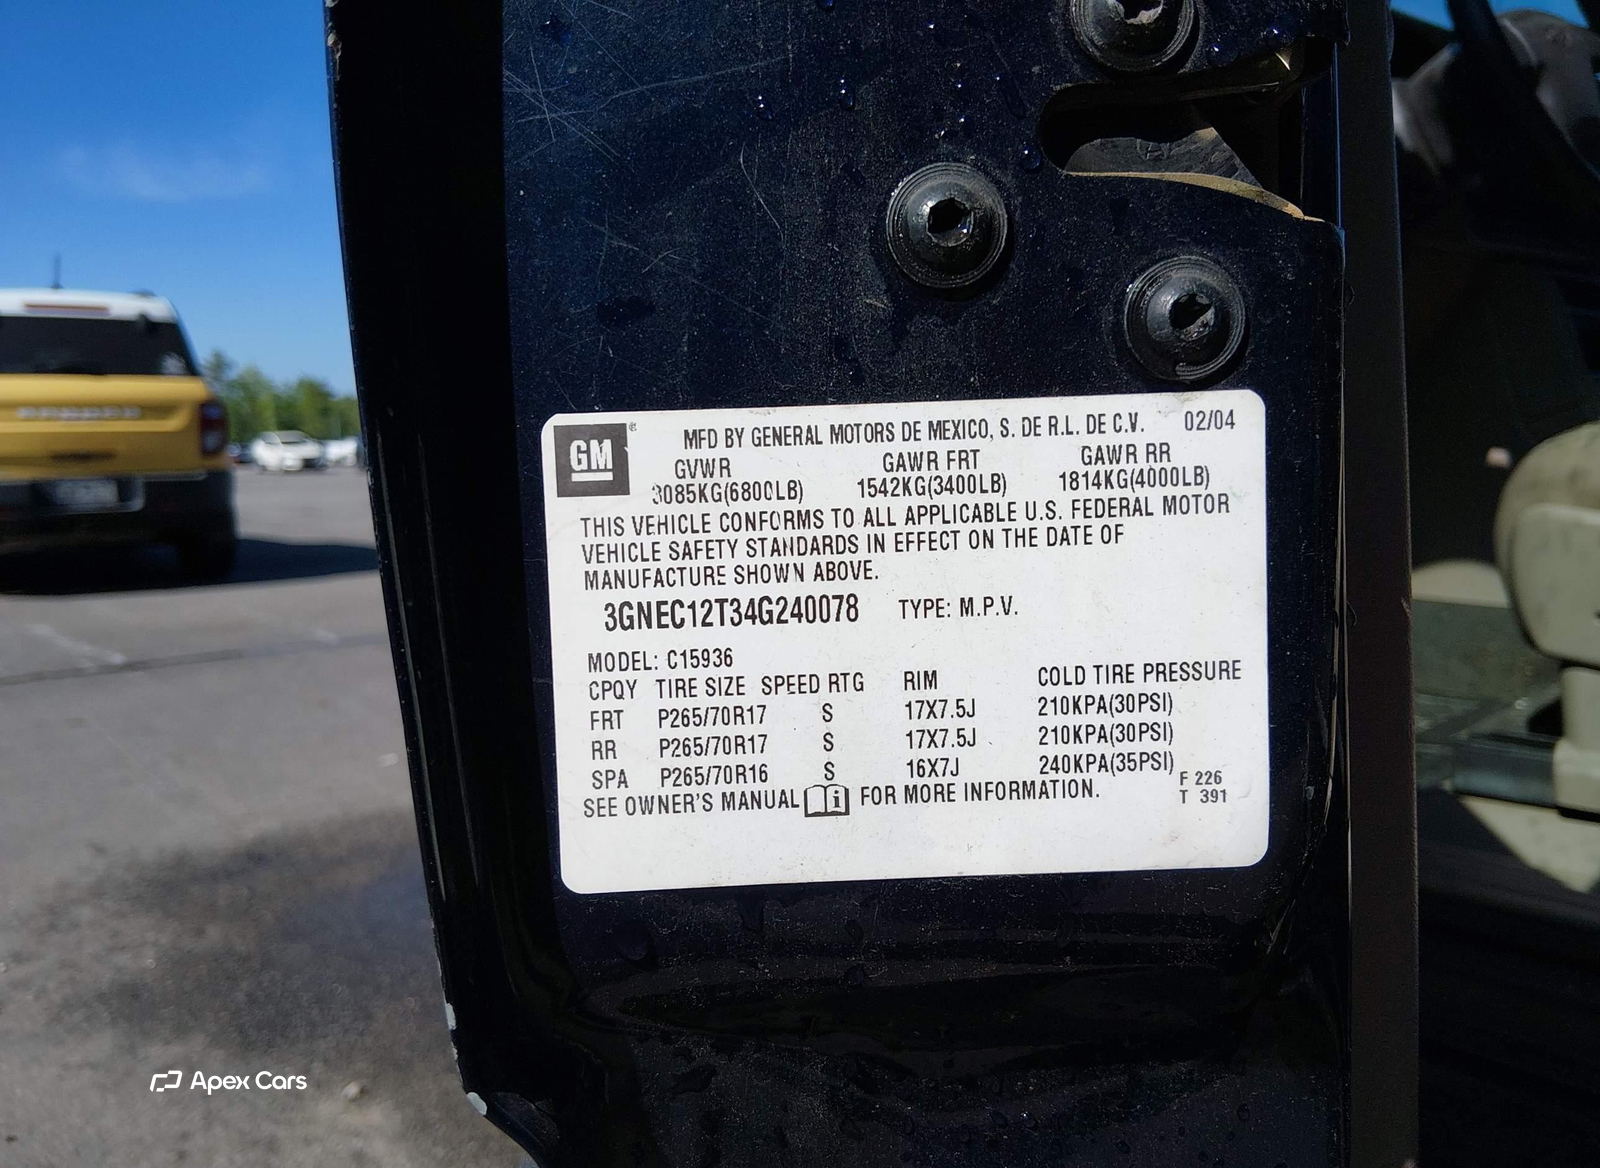 GM ®
MFD BY GENERAL MOTORS DE MEXICO, S. DE R.L. DE C.V. 02/04
GVWR GAWR FRT GAWR RR
3085KG(6800LB) 1542KG(3400LB) 1814KG(4000LB)
THIS VEHICLE CONFORMS TO ALL APPLICABLE U.S. FEDERAL MOTOR
VEHICLE SAFETY STANDARDS IN EFFECT ON THE DATE OF
MANUFACTURE SHOWN ABOVE.
3GNEC12T34G240078 TYPE: M.P.V.
MODEL: C15936
CPQY TIRE SIZE SPEED RTG RIM COLD TIRE PRESSURE
FRT P265/70R17 S 17X7.5J 210KPA(30PSI)
RR P265/70R17 S 17X7.5J 210KPA(30PSI)
SPA P265/70R16 S 16X7J 240KPA(35PSI)
SEE OWNER'S MANUAL FOR MORE INFORMATION.
F 226
T 391
Apex Cars